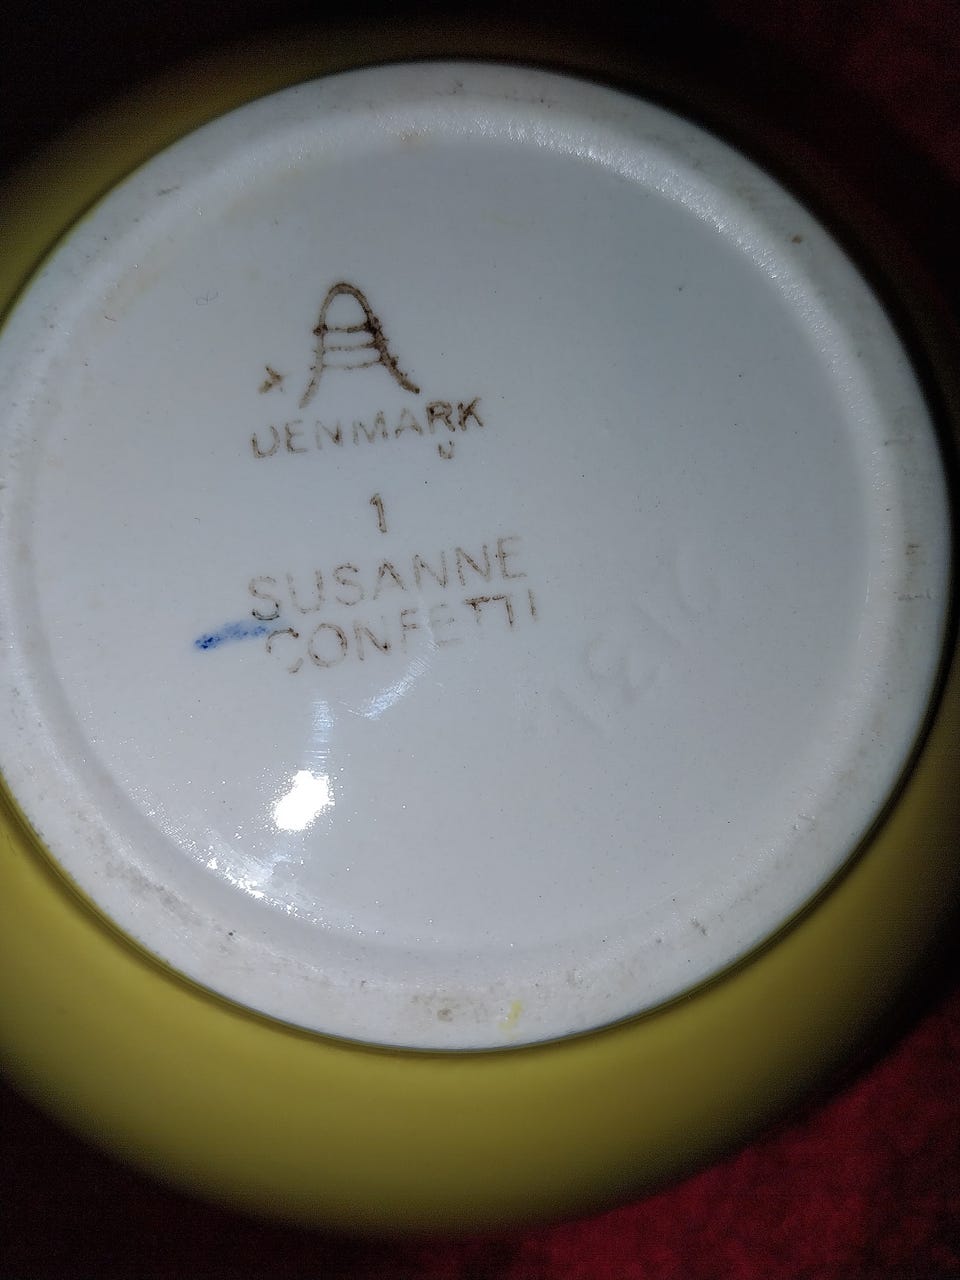 DENMARK
1
SUSANNE
CONFETTI